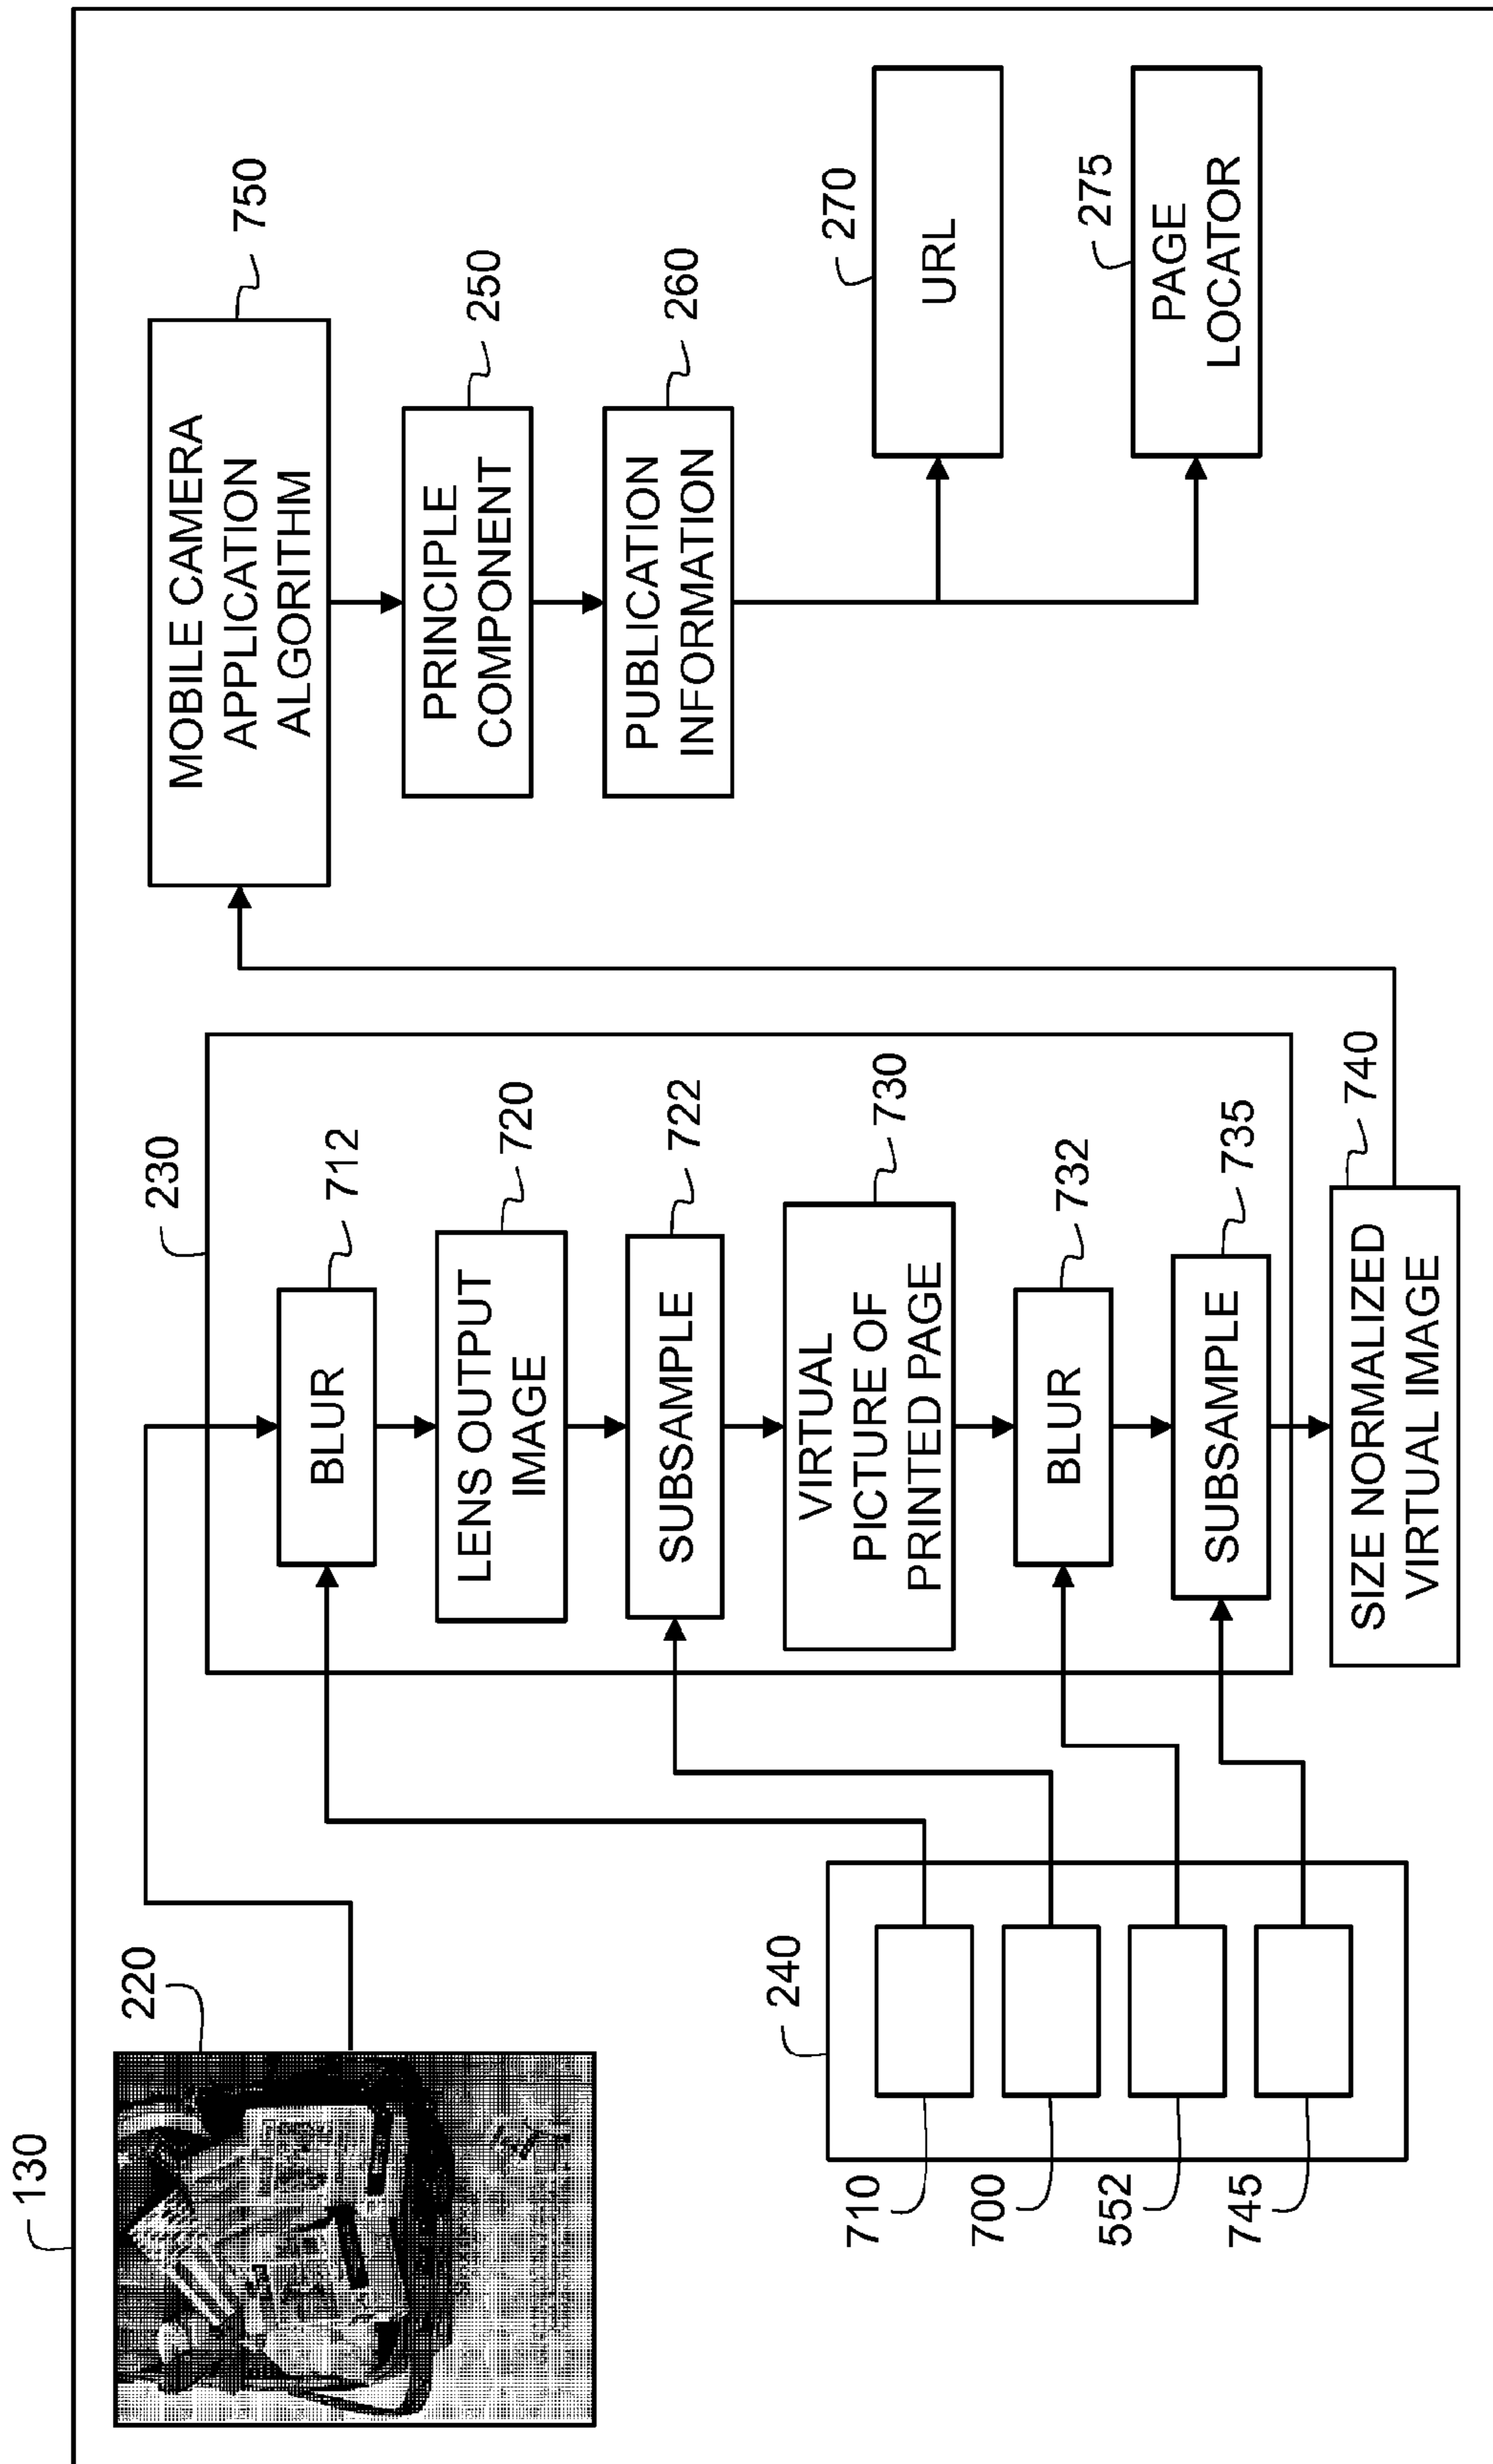 130
220
240
710
700
552
745
230
BLUR
712
LENS OUTPUT
IMAGE
720
SUBSAMPLE
722
VIRTUAL
PICTURE OF
PRINTED PAGE
730
BLUR
732
SUBSAMPLE
735
SIZE NORMALIZED
VIRTUAL IMAGE
740
MOBILE CAMERA
APPLICATION
ALGORITHM
750
PRINCIPLE
COMPONENT
250
PUBLICATION
INFORMATION
260
URL
270
PAGE
LOCATOR
275